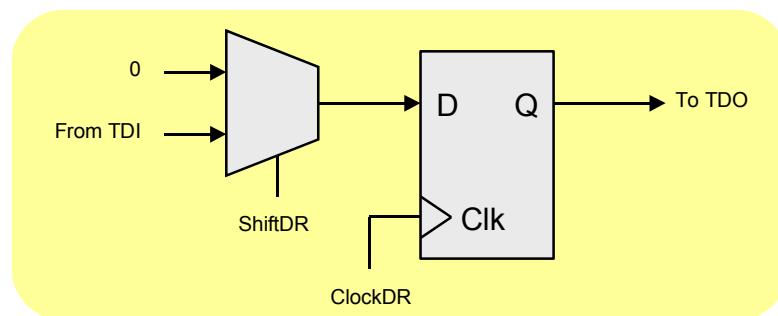 0
From TDI
ShiftDR
ClockDR
D
Q
Clk
To TDO